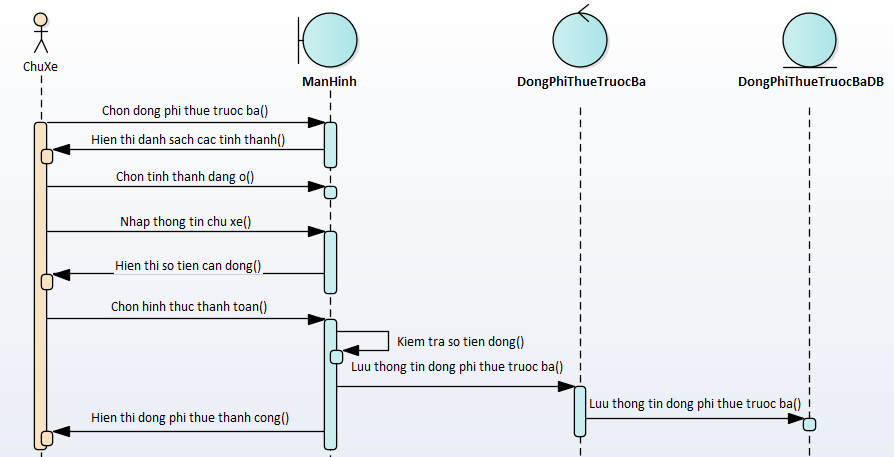 ChuXe
ManHinh
DongPhiThueTruocBa
DongPhiThueTruocBaDB
Chon dong phi thue truoc ba()
Hien thi danh sach cac tinh thanh()
Chon tinh thanh dang o()
Nhap thong tin chu xe()
Hien thi so tien can dong()
Chon hinh thuc thanh toan()
Kiem tra so tien dong()
Luu thong tin dong phi thue truoc ba()
Luu thong tin dong phi thue truoc ba()
Hien thi dong phi thue thanh cong()